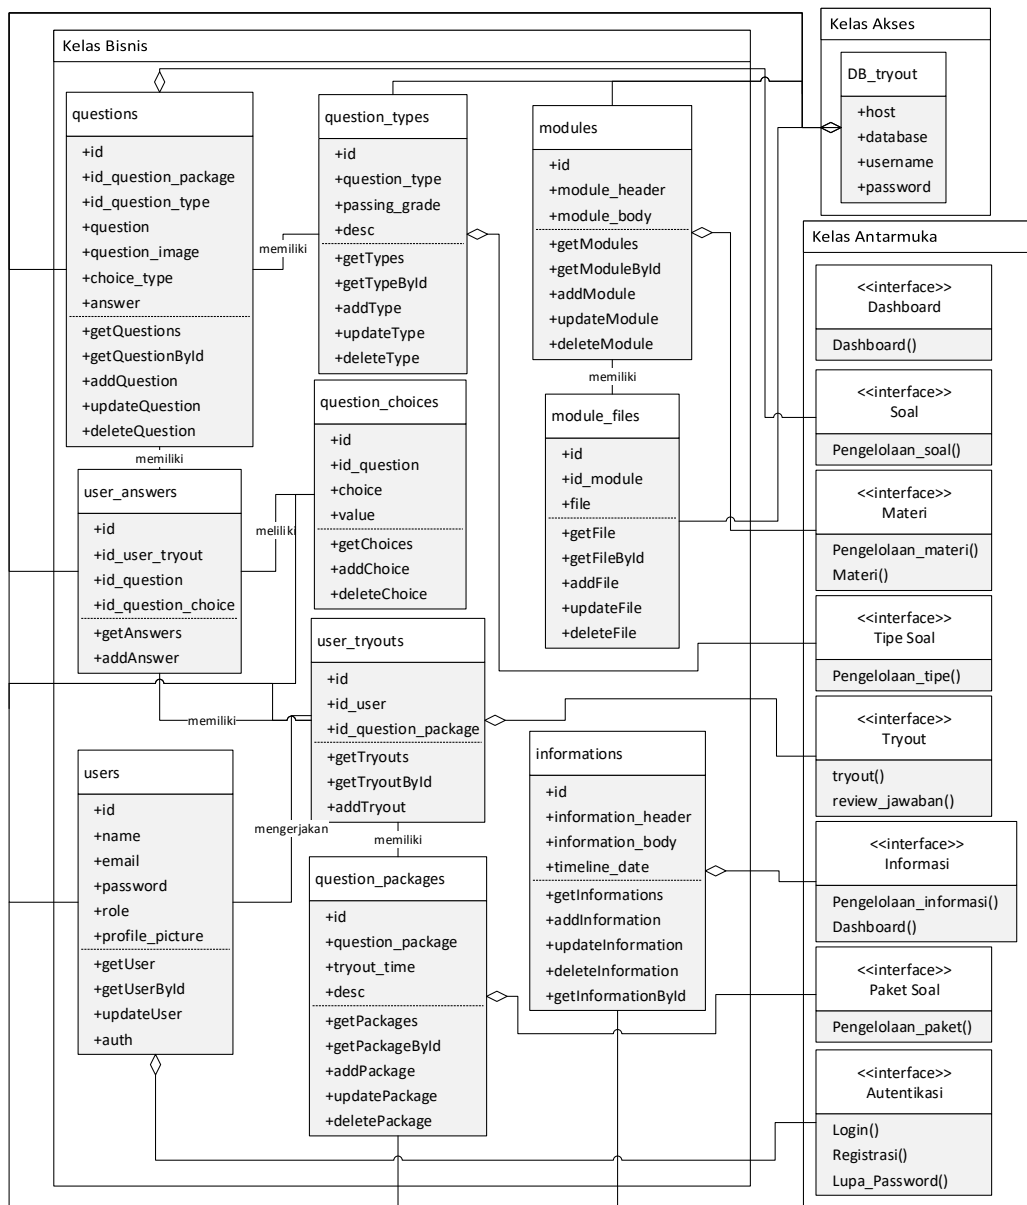 Kelas Bisnis
questions
+id
+id_question_package
+id_question_type
+question
+question_image
+choice_type
+answer
+getQuestions
+getQuestionById
+addQuestion
+updateQuestion
+deleteQuestion
memiliki
question_types
+id
+question_type
+passing_grade
+desc
+getTypes
+getTypeById
+addType
+updateType
+deleteType
memiliki
modules
+id
+module_header
+module_body
+getModules
+getModuleById
+addModule
+updateModule
+deleteModule
memiliki
user_answers
+id
+id_user_tryout
+id_question
+id_question_choice
+getAnswers
+addAnswer
meliliki
question_choices
+id
+id_question
+choice
+value
+getChoices
+addChoice
+deleteChoice
module_files
+id
+id_module
+file
+getFile
+getFileById
+addFile
+updateFile
+deleteFile
memiliki
user_tryouts
+id
+id_user
+id_question_package
+getTryouts
+getTryoutById
+addTryout
memiliki
users
+id
+name
+email
+password
+role
+profile_picture
+getUser
+getUserById
+updateUser
+auth
mengerjakan
question_packages
+id
+question_package
+tryout_time
+desc
+getPackages
+getPackageById
+addPackage
+updatePackage
+deletePackage
informations
+id
+information_header
+information_body
+timeline_date
+getInformations
+addInformation
+updateInformation
+deleteInformation
+getInformationById
Kelas Akses
DB_tryout
+host
+database
+username
+password
Kelas Antarmuka
<<interface>>
Dashboard
Dashboard()
<<interface>>
Soal
Pengelolaan_soal()
<<interface>>
Materi
Pengelolaan_materi()
Materi()
<<interface>>
Tipe Soal
Pengelolaan_tipe()
<<interface>>
Tryout
tryout()
review_jawaban()
<<interface>>
Informasi
Pengelolaan_informasi()
Dashboard()
<<interface>>
Paket Soal
Pengelolaan_paket()
<<interface>>
Autentikasi
Login()
Registrasi()
Lupa_Password()